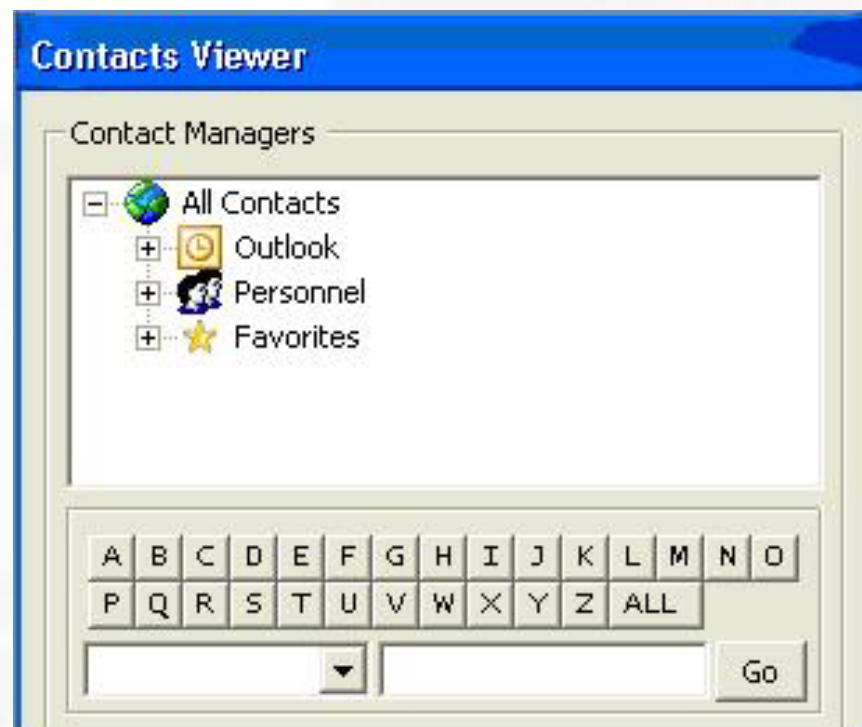 Contacts Viewer
Contact Managers
All Contacts
Outlook
Personnel
Favorites
A B C D E F G H I J K L M N O
P Q R S T U V W X Y Z ALL
Go